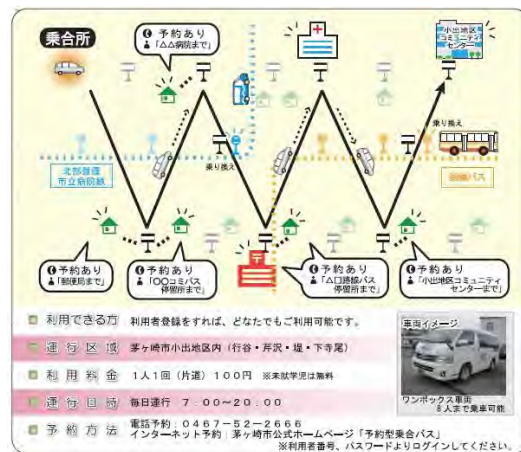 乗合所
予約あり
「△△病院まで」
小出地区
コミュニティ
センター
乗り換え
乗り換え
北部循環
市立病院線
路線バス
予約あり
「郵便局まで」
予約あり
「〇〇コミバス
停留所まで」
予約あり
「△口路線バス
停留所まで」
予約あり
「小出地区コミュニティ
センターまで」
利用できる方 利用者登録をすれば、どなたでもご利用可能です。
運行区域 茅ヶ崎市小出地区内(行谷・芹沢・堤・下寺尾)
利用料金 1人1回(片道)100円 ※未就学児は無料
運行日時 毎日運行 7:00~20:00
予約方法 電話予約:0467-52-2666
インターネット予約:茅ヶ崎市公式ホームページ「予約型乗合バス」
※利用者番号、パスワードよりログインしてください。
車両イメージ
ワンボックス車両
8人まで乗車可能